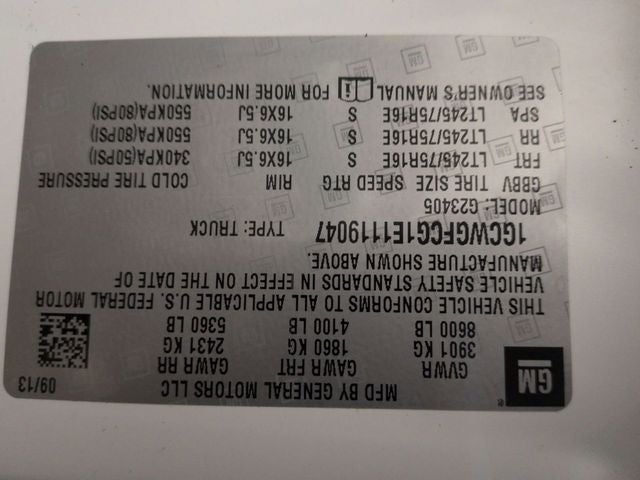 MFD BY GENERAL MOTORS LLC 09/13
GM
GVWR GAWR FRT GAWR RR
3901 KG 1860 KG 2431 KG
8600 LB 4100 LB 5360 LB
THIS VEHICLE CONFORMS TO ALL APPLICABLE U.S. FEDERAL MOTOR
VEHICLE SAFETY STANDARDS IN EFFECT ON THE DATE OF
MANUFACTURE SHOWN ABOVE.
1GCWGFCG1E1119047 TYPE: TRUCK
MODEL: G23405
GBBV TIRE SIZE SPEED RTG RIM COLD TIRE PRESSURE
FRT LT245/75R16E S 16X6.5J 340KPA(50PSI)
RR LT245/75R16E S 16X6.5J 550KPA(80PSI)
SPA LT245/75R16E S 16X6.5J 550KPA(80PSI)
SEE OWNER'S MANUAL FOR MORE INFORMATION.